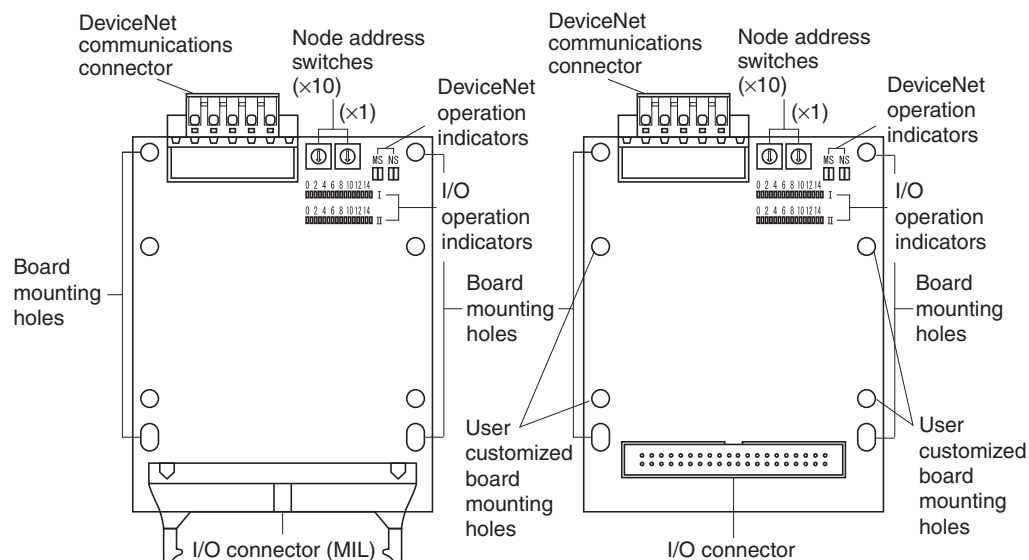 DeviceNet
communications
connector
Node address
switches
(×10)
(×1)
DeviceNet
operation
indicators
MS NS
0 2 4 6 8 10 12 14
I
0 2 4 6 8 10 12 14
II
I/O
operation
indicators
Board
mounting
holes
Board
mounting
holes
I/O connector (MIL)
DeviceNet
communications
connector
Node address
switches
(×10)
(×1)
DeviceNet
operation
indicators
MS NS
0 2 4 6 8 10 12 14
I
0 2 4 6 8 10 12 14
II
I/O
operation
indicators
Board
mounting
holes
User
customized
board
mounting
holes
User
customized
board
mounting
holes
I/O connector